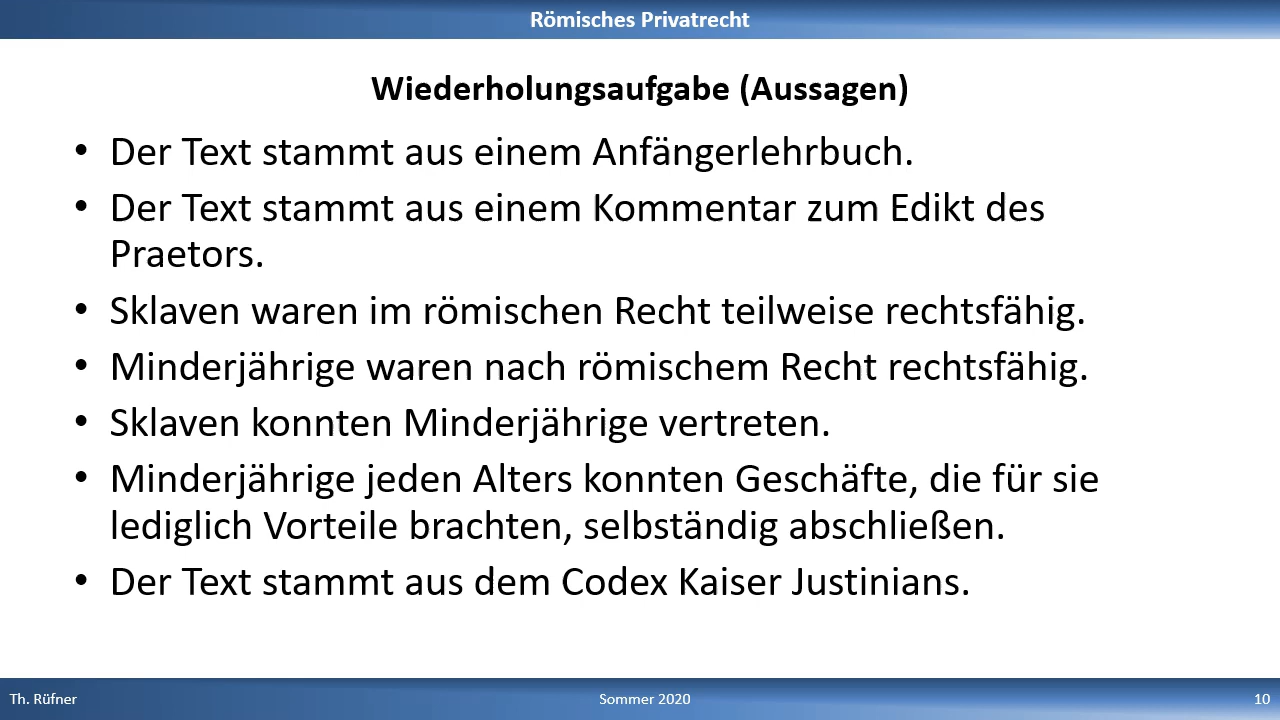 Römisches Privatrecht
Wiederholungsaufgabe (Aussagen)
• Der Text stammt aus einem Anfängerlehrbuch.
• Der Text stammt aus einem Kommentar zum Edikt des
Praetors.
• Sklaven waren im römischen Recht teilweise rechtsfähig.
• Minderjährige waren nach römischem Recht rechtsfähig.
• Sklaven konnten Minderjährige vertreten.
• Minderjährige jeden Alters konnten Geschäfte, die für sie
lediglich Vorteile brachten, selbständig abschließen.
• Der Text stammt aus dem Codex Kaiser Justinians.
Th. Rüfner
Sommer 2020
10